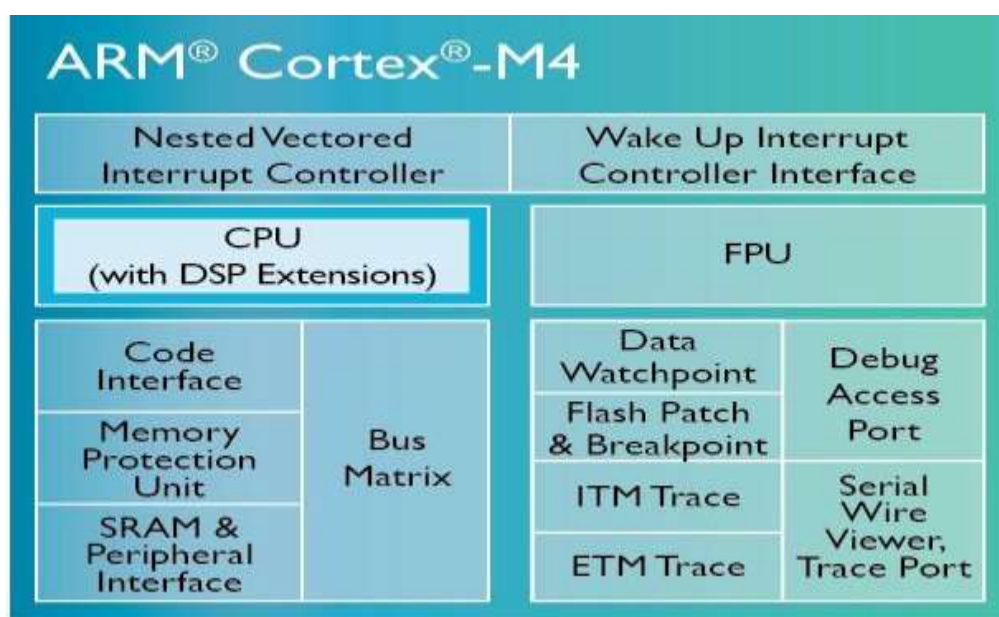 ARM® Cortex®-M4
Nested Vectored
Interrupt Controller
Wake Up Interrupt
Controller Interface
CPU
(with DSP Extensions)
FPU
Code
Interface
Memory
Protection
Unit
SRAM &
Peripheral
Interface
Bus
Matrix
Data
Watchpoint
Flash Patch
& Breakpoint
ITM Trace
ETM Trace
Debug
Access
Port
Serial
Wire
Viewer,
Trace Port